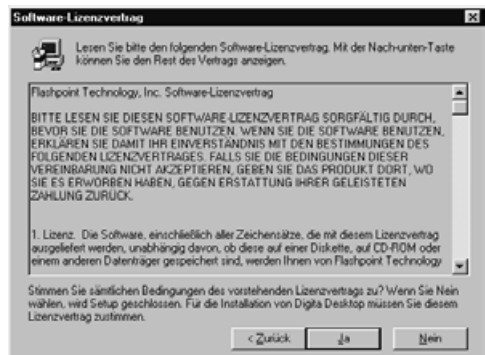 Software-Lizenzvertrag
Lesen Sie bitte den folgenden Software-Lizenzvertrag. Mit der Nach-unten-Taste
können Sie den Rest des Vertrags anzeigen.
Flashpoint Technology, Inc. Software-Lizenzvertrag
BITTE LESEN SIE DIESEN SOFTWARE-LIZENZVERTRAG SORGFÄLTIG DURCH,
BEVOR SIE DIE SOFTWARE BENUTZEN. WENN SIE DIE SOFTWARE BENUTZEN,
ERKLÄREN SIE DAMIT IHR EINVERSTÄNDNIS MIT DEN BESTIMMUNGEN DES
FOLGENDEN LIZENZVERTRAGES. FALLS SIE DIE BEDINGUNGEN DIESER
VEREINBARUNG NICHT AKZEPTIEREN, GEBEN SIE DAS PRODUKT DORT, WO
SIE ES ERWORBEN HABEN, GEGEN ERSTATTUNG IHRER GELEISTETEN
ZAHLUNG ZURÜCK.
1. Lizenz. Die Software, einschließlich aller Zeichensätze, die mit diesem Lizenzvertrag
ausgeliefert werden, unabhängig davon, ob diese auf einer Diskette, auf CD-ROM oder
einem anderen Datenträger gespeichert sind, werden Ihnen von Flashpoint Technology
Stimmen Sie sämtlichen Bedingungen des vorstehenden Lizenzvertrags zu? Wenn Sie Nein
wählen, wird Setup geschlossen. Für die Installation von Digita Desktop müssen Sie diesem
Lizenzvertrag zustimmen.
< Zurück
Ja
Nein